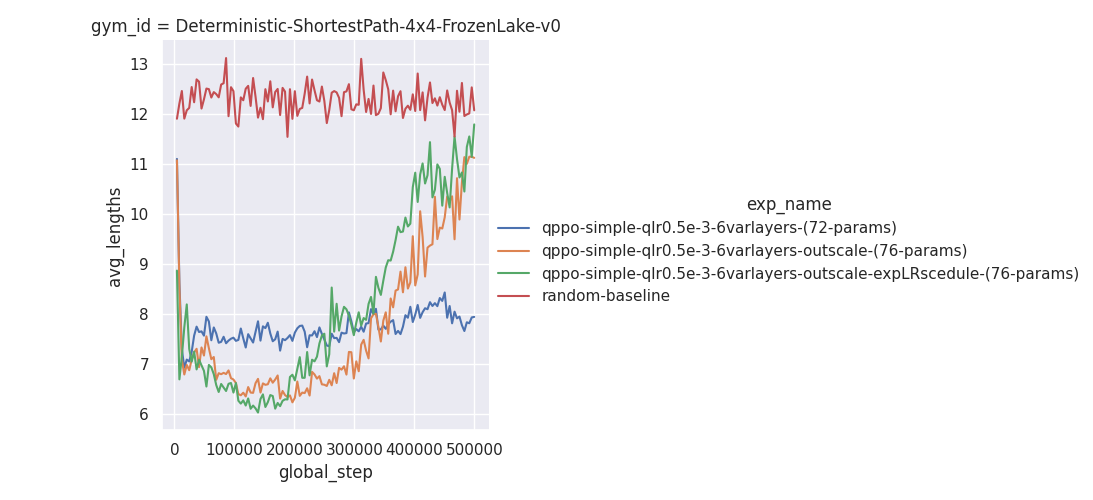 gym_id = Deterministic-ShortestPath-4x4-FrozenLake-v0
13
12
11
10
9
8
7
6
avg_lengths
0 100000 200000 300000 400000 500000
global_step
exp_name
qppo-simple-qlr0.5e-3-6varlayers-(72-params)
qppo-simple-qlr0.5e-3-6varlayers-outscale-(76-params)
qppo-simple-qlr0.5e-3-6varlayers-outscale-expLRscedule-(76-params)
random-baseline